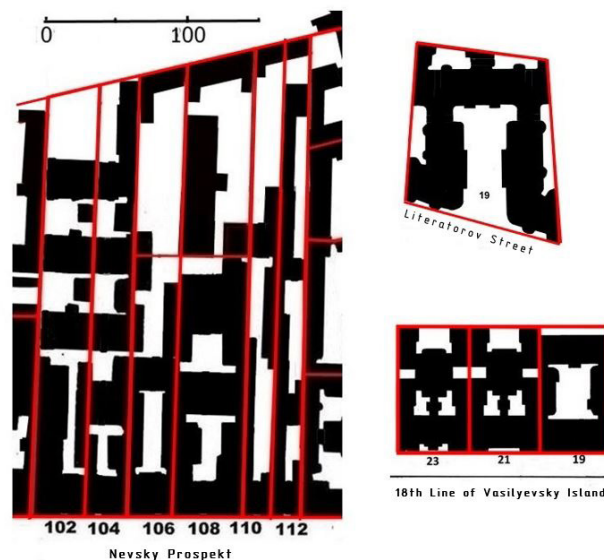 0 100
102 104 106 108 110 112
Nevsky Prospekt
19
Literatorov Street
23 21 19
18th Line of Vasilyevsky Island